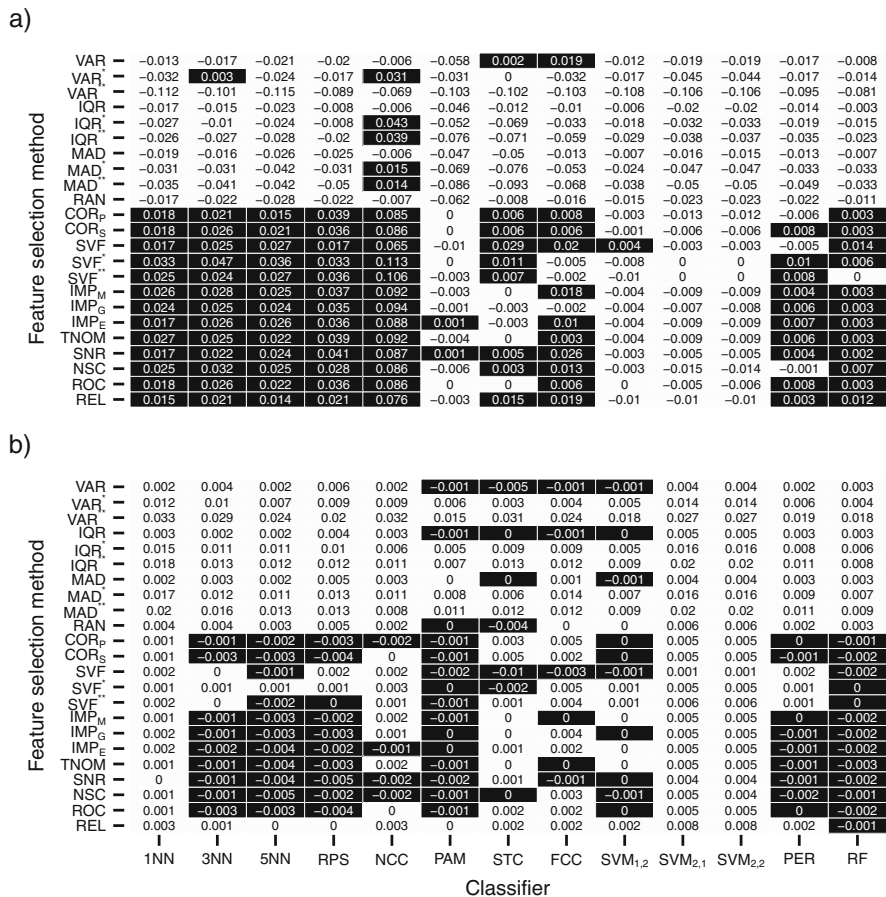 a)
Feature selection method
VAR −0.013 −0.017 −0.021 −0.02 −0.006 −0.058 0.002 0.019 −0.012 −0.019 −0.019 −0.017 −0.008
VAR* −0.032 0.003 −0.024 −0.017 0.031 −0.031 0 −0.032 −0.017 −0.045 −0.044 −0.017 −0.014
VAR** −0.112 −0.101 −0.115 −0.089 −0.069 −0.103 −0.102 −0.103 −0.108 −0.106 −0.106 −0.095 −0.081
IQR −0.017 −0.015 −0.023 −0.008 −0.006 −0.046 −0.012 −0.01 −0.006 −0.02 −0.02 −0.014 −0.003
IQR* −0.027 −0.01 −0.024 −0.008 0.043 −0.052 −0.069 −0.033 −0.018 −0.032 −0.033 −0.019 −0.015
IQR** −0.026 −0.027 −0.028 −0.02 0.039 −0.076 −0.071 −0.059 −0.029 −0.038 −0.037 −0.035 −0.023
MAD −0.019 −0.016 −0.026 −0.025 −0.006 −0.047 −0.05 −0.013 −0.007 −0.016 −0.015 −0.013 −0.007
MAD* −0.031 −0.031 −0.042 −0.031 0.015 −0.069 −0.076 −0.053 −0.024 −0.047 −0.047 −0.033 −0.033
MAD** −0.035 −0.041 −0.042 −0.05 0.014 −0.086 −0.093 −0.068 −0.038 −0.05 −0.05 −0.049 −0.033
RAN −0.017 −0.022 −0.028 −0.022 −0.007 −0.062 −0.008 −0.016 −0.015 −0.023 −0.023 −0.022 −0.011
COR_P 0.018 0.021 0.015 0.039 0.085 0 0.006 0.008 −0.003 −0.013 −0.012 −0.006 0.003
COR_S 0.018 0.026 0.021 0.036 0.086 0 0.006 0.006 −0.001 −0.006 −0.006 0.008 0.003
SVF 0.017 0.025 0.027 0.017 0.065 −0.01 0.029 0.02 0.004 −0.003 −0.003 −0.005 0.014
SVF* 0.033 0.047 0.036 0.033 0.113 0 0.011 −0.005 −0.008 0 0 0.01 0.006
SVF** 0.025 0.024 0.027 0.036 0.106 −0.003 0.007 −0.002 −0.01 0 0 0.008 0
IMP_M 0.026 0.028 0.025 0.037 0.092 −0.003 0 0.018 −0.004 −0.009 −0.009 0.004 0.003
IMP_G 0.024 0.025 0.024 0.035 0.094 −0.001 −0.003 −0.002 −0.004 −0.007 −0.008 0.006 0.003
IMP_E 0.017 0.026 0.026 0.036 0.088 0.001 −0.003 0.01 −0.004 −0.009 −0.009 0.007 0.003
TNOM 0.027 0.025 0.022 0.039 0.092 −0.004 0 0.003 −0.004 −0.009 −0.009 0.006 0.003
SNR 0.017 0.022 0.024 0.041 0.087 0.001 0.005 0.026 −0.003 −0.005 −0.005 0.004 0.002
NSC 0.025 0.032 0.025 0.028 0.086 −0.006 0.003 0.013 −0.003 −0.015 −0.014 −0.001 0.007
ROC 0.018 0.026 0.022 0.036 0.086 0 0 0.006 0 −0.005 −0.006 0.008 0.003
REL 0.015 0.021 0.014 0.021 0.076 −0.003 0.015 0.019 −0.01 −0.01 −0.01 0.003 0.012
b)
Feature selection method
VAR 0.002 0.004 0.002 0.006 0.002 −0.001 −0.005 −0.001 −0.001 0.004 0.004 0.002 0.003
VAR* 0.012 0.01 0.007 0.009 0.009 0.006 0.003 0.004 0.005 0.014 0.014 0.006 0.004
VAR** 0.033 0.029 0.024 0.02 0.032 0.015 0.031 0.024 0.018 0.027 0.027 0.019 0.018
IQR 0.003 0.002 0.002 0.004 0.003 −0.001 0 −0.001 0 0.005 0.005 0.002 0.002
IQR* 0.015 0.011 0.011 0.01 0.006 0.005 0.009 0.009 0.005 0.016 0.016 0.008 0.006
IQR** 0.018 0.013 0.012 0.012 0.011 0.007 0.013 0.012 0.009 0.02 0.02 0.011 0.008
MAD 0.002 0.003 0.002 0.005 0.003 0 0 0.001 −0.001 0.004 0.004 0.003 0.002
MAD* 0.017 0.012 0.011 0.013 0.011 0.008 0.006 0.014 0.007 0.02 0.02 0.009 0.007
MAD** 0.02 0.016 0.013 0.013 0.008 0.011 0.012 0.012 0.009 0.02 0.02 0.011 0.009
RAN 0.004 0.004 0.003 0.005 0.004 0 −0.004 0 0 0.006 0.006 0.002 0.003
COR_P 0.001 −0.001 −0.002 −0.003 −0.002 −0.001 0.003 0.005 0 0.005 0.005 0 −0.001
COR_S 0.001 −0.003 −0.003 −0.004 0 −0.001 0.005 0.002 0 0.005 0.005 −0.001 −0.002
SVF 0.002 0 −0.001 0.002 0.002 −0.002 −0.01 −0.003 −0.001 0.001 0.001 0.002 −0.002
SVF* 0.001 0.001 0.001 0.001 0.003 0 −0.002 0.005 0.001 0.005 0.005 0.001 0
SVF** 0.002 0 −0.002 0 0.002 −0.001 0.001 0.004 0.001 0.006 0.006 0.001 0
IMP_M 0.001 −0.001 −0.003 −0.002 0.002 −0.001 0 0 0 0.005 0.005 0 −0.002
IMP_G 0.002 −0.001 −0.003 −0.003 0.001 0 0 0.004 0 0.005 0.005 −0.001 −0.002
IMP_E 0.002 −0.002 −0.004 −0.002 −0.001 0 0.001 0.002 0 0.005 0.005 −0.001 −0.002
TNOM 0.001 −0.001 −0.003 −0.003 0.002 −0.001 0 0 0 0.005 0.005 −0.001 −0.003
SNR 0 −0.001 −0.004 −0.005 −0.002 −0.002 0.001 −0.001 0 0.004 0.004 −0.001 −0.002
NSC 0.001 −0.001 −0.005 −0.002 −0.002 −0.001 0 0.003 −0.001 0.005 0.005 −0.002 −0.001
ROC 0.001 −0.003 −0.003 −0.004 0 −0.001 0.002 0.002 0 0.005 0.005 0 −0.002
REL 0.003 0.001 0 0 0.003 0 0.002 0.002 0.002 0.008 0.008 0.002 −0.001
1NN 3NN 5NN RPS NCC PAM STC FCC SVM1,2 SVM2,1 SVM2,2 PER RF
Classifier